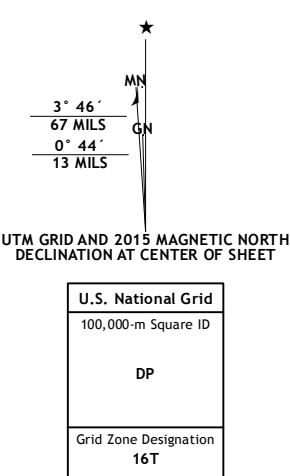 MN
3° 46´
67 MILS
GN
0° 44´
13 MILS
UTM GRID AND 2015 MAGNETIC NORTH
DECLINATION AT CENTER OF SHEET
U.S. National Grid
100,000-m Square ID
DP
Grid Zone Designation
16T